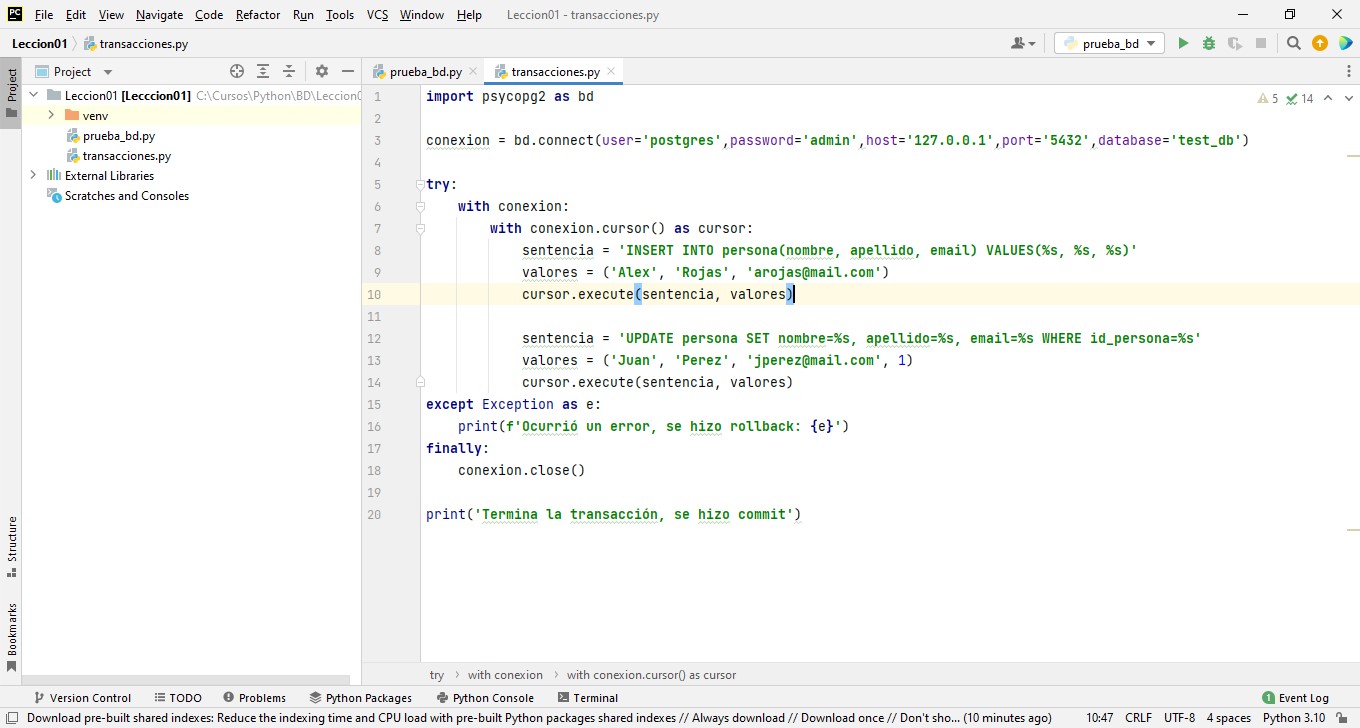 PC File Edit View Navigate Code Refactor Run Tools VCS Window Help Leccion01 - transacciones.py
Leccion01 transacciones.py prueba_bd
Project
Project
prueba_bd.py transacciones.py
Leccion01 [Lecccion01] C:\Cursos\Python\BD\Leccion0
venv
prueba_bd.py
transacciones.py
External Libraries
Scratches and Consoles
5 14
1 import psycopg2 as bd
2
3 conexion = bd.connect(user='postgres',password='admin',host='127.0.0.1',port='5432',database='test_db')
4
5 try:
6 with conexion:
7 with conexion.cursor() as cursor:
8 sentencia = 'INSERT INTO persona(nombre, apellido, email) VALUES(%s, %s, %s)'
9 valores = ('Alex', 'Rojas', 'arojas@mail.com')
10 cursor.execute(sentencia, valores)
11
12 sentencia = 'UPDATE persona SET nombre=%s, apellido=%s, email=%s WHERE id_persona=%s'
13 valores = ('Juan', 'Perez', 'jperez@mail.com', 1)
14 cursor.execute(sentencia, valores)
15 except Exception as e:
16 print(f'Ocurrió un error, se hizo rollback: {e}')
17 finally:
18 conexion.close()
19
20 print('Termina la transacción, se hizo commit')
Structure
Bookmarks
try with conexion with conexion.cursor() as cursor
Version Control TODO Problems Python Packages Python Console Terminal 1 Event Log
Download pre-built shared indexes: Reduce the indexing time and CPU load with pre-built Python packages shared indexes // Always download // Download once // Don't sho... (10 minutes ago) 10:47 CRLF UTF-8 4 spaces Python 3.10